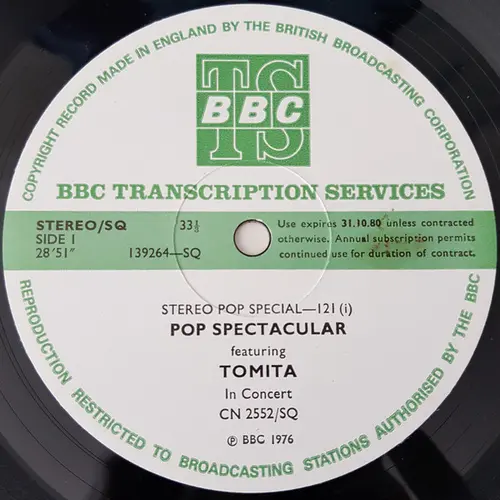 COPYRIGHT RECORD MADE IN ENGLAND BY THE BRITISH BROADCASTING CORPORATION
TS
BBC
BBC TRANSCRIPTION SERVICES
STEREO/SQ 33⅓
SIDE 1
28'51" 139264—SQ
Use expires 31.10.80 unless contracted
otherwise. Annual subscription permits
continued use for duration of contract.
STEREO POP SPECIAL—121 (i)
POP SPECTACULAR
featuring
TOMITA
In Concert
CN 2552/SQ
℗ BBC 1976
REPRODUCTION RESTRICTED TO BROADCASTING STATIONS AUTHORISED BY THE BBC